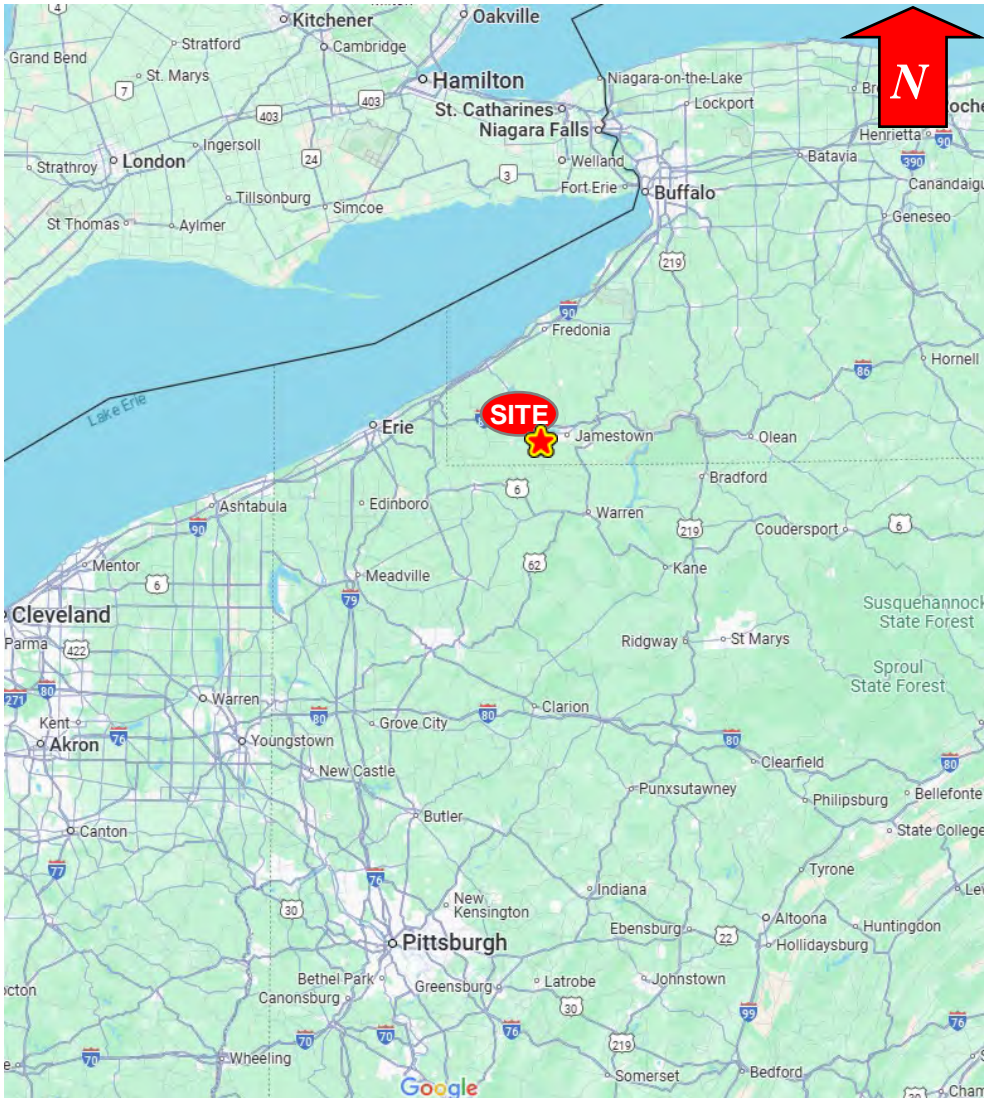 4
Kitchener
Oakville
Grand Bend
Stratford
Cambridge
St. Marys
7
Hamilton
Niagara-on-the-Lake
N
403
403
St. Catharines
Lockport
Niagara Falls
Henrietta
90
Strathroy
London
Ingersoll
24
3
Welland
Batavia
390
Fort Erie
Buffalo
Tillsonburg
Simcoe
Geneseo
St Thomas
Aylmer
219
90
Fredonia
Hornell
86
Lake Erie
SITE
Erie
Jamestown
Olean
6
Bradford
Ashtabula
Edinboro
Warren
90
219
Coudersport
6
Mentor
62
Kane
6
Meadville
79
Cleveland
Susquehannock
State Forest
Parma
422
Ridgway
St Marys
Sproul
State Forest
271
80
Warren
80
Clarion
80
Kent
76
Grove City
80
Akron
Youngstown
Clearfield
80
New Castle
Punxsutawney
Philipsburg
Bellefonte
Butler
Canton
State College
77
76
Tyrone
30
New
Kensington
Indiana
Altoona
Huntingdon
Ebensburg
22
Pittsburgh
Hollidaysburg
Bethel Park
Latrobe
Johnstown
Canonsburg
Greensburg
30
99
70
70
76
219
76
70
Wheeling
Somerset
Bedford
Google
30